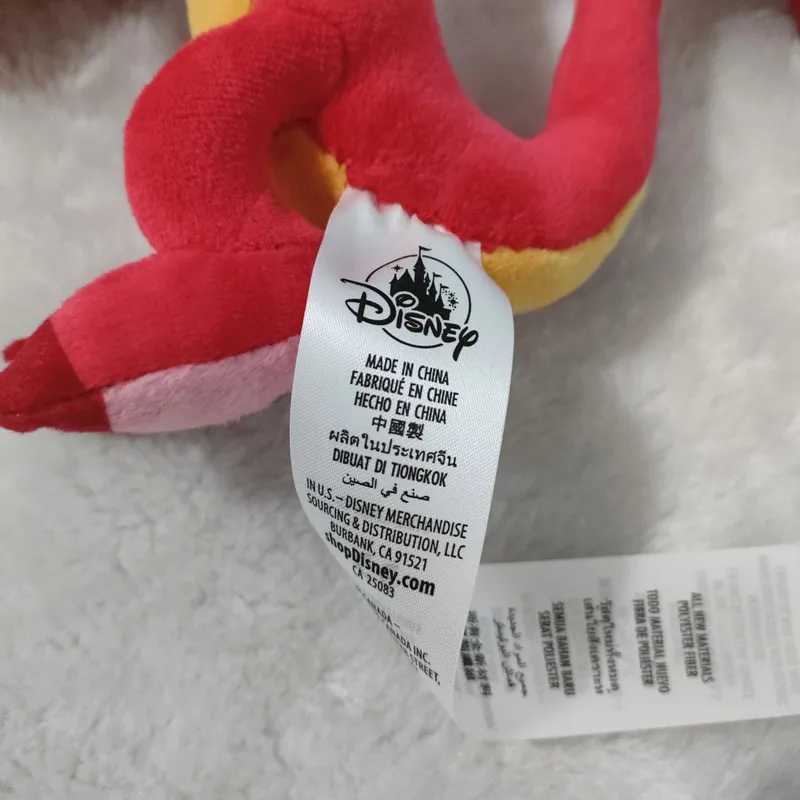 DISNEY
MADE IN CHINA
FABRIQUÉ EN CHINE
HECHO EN CHINA
中國製
ผลิตในประเทศจีน
DIBUAT DI TIONGKOK
صنع في الصين
IN U.S. – DISNEY MERCHANDISE
SOURCING & DISTRIBUTION, LLC
BURBANK, CA 91521
shopDisney.com
CA 25083
CANADA –
INC.
STREET,
ALL NEW MATERIALS
POLYESTER FIBER
TODO MATERIAL NUEVO
FIBRA DE POLIÉSTER
SEMUA BAHAN BARU
SERAT POLIESTER